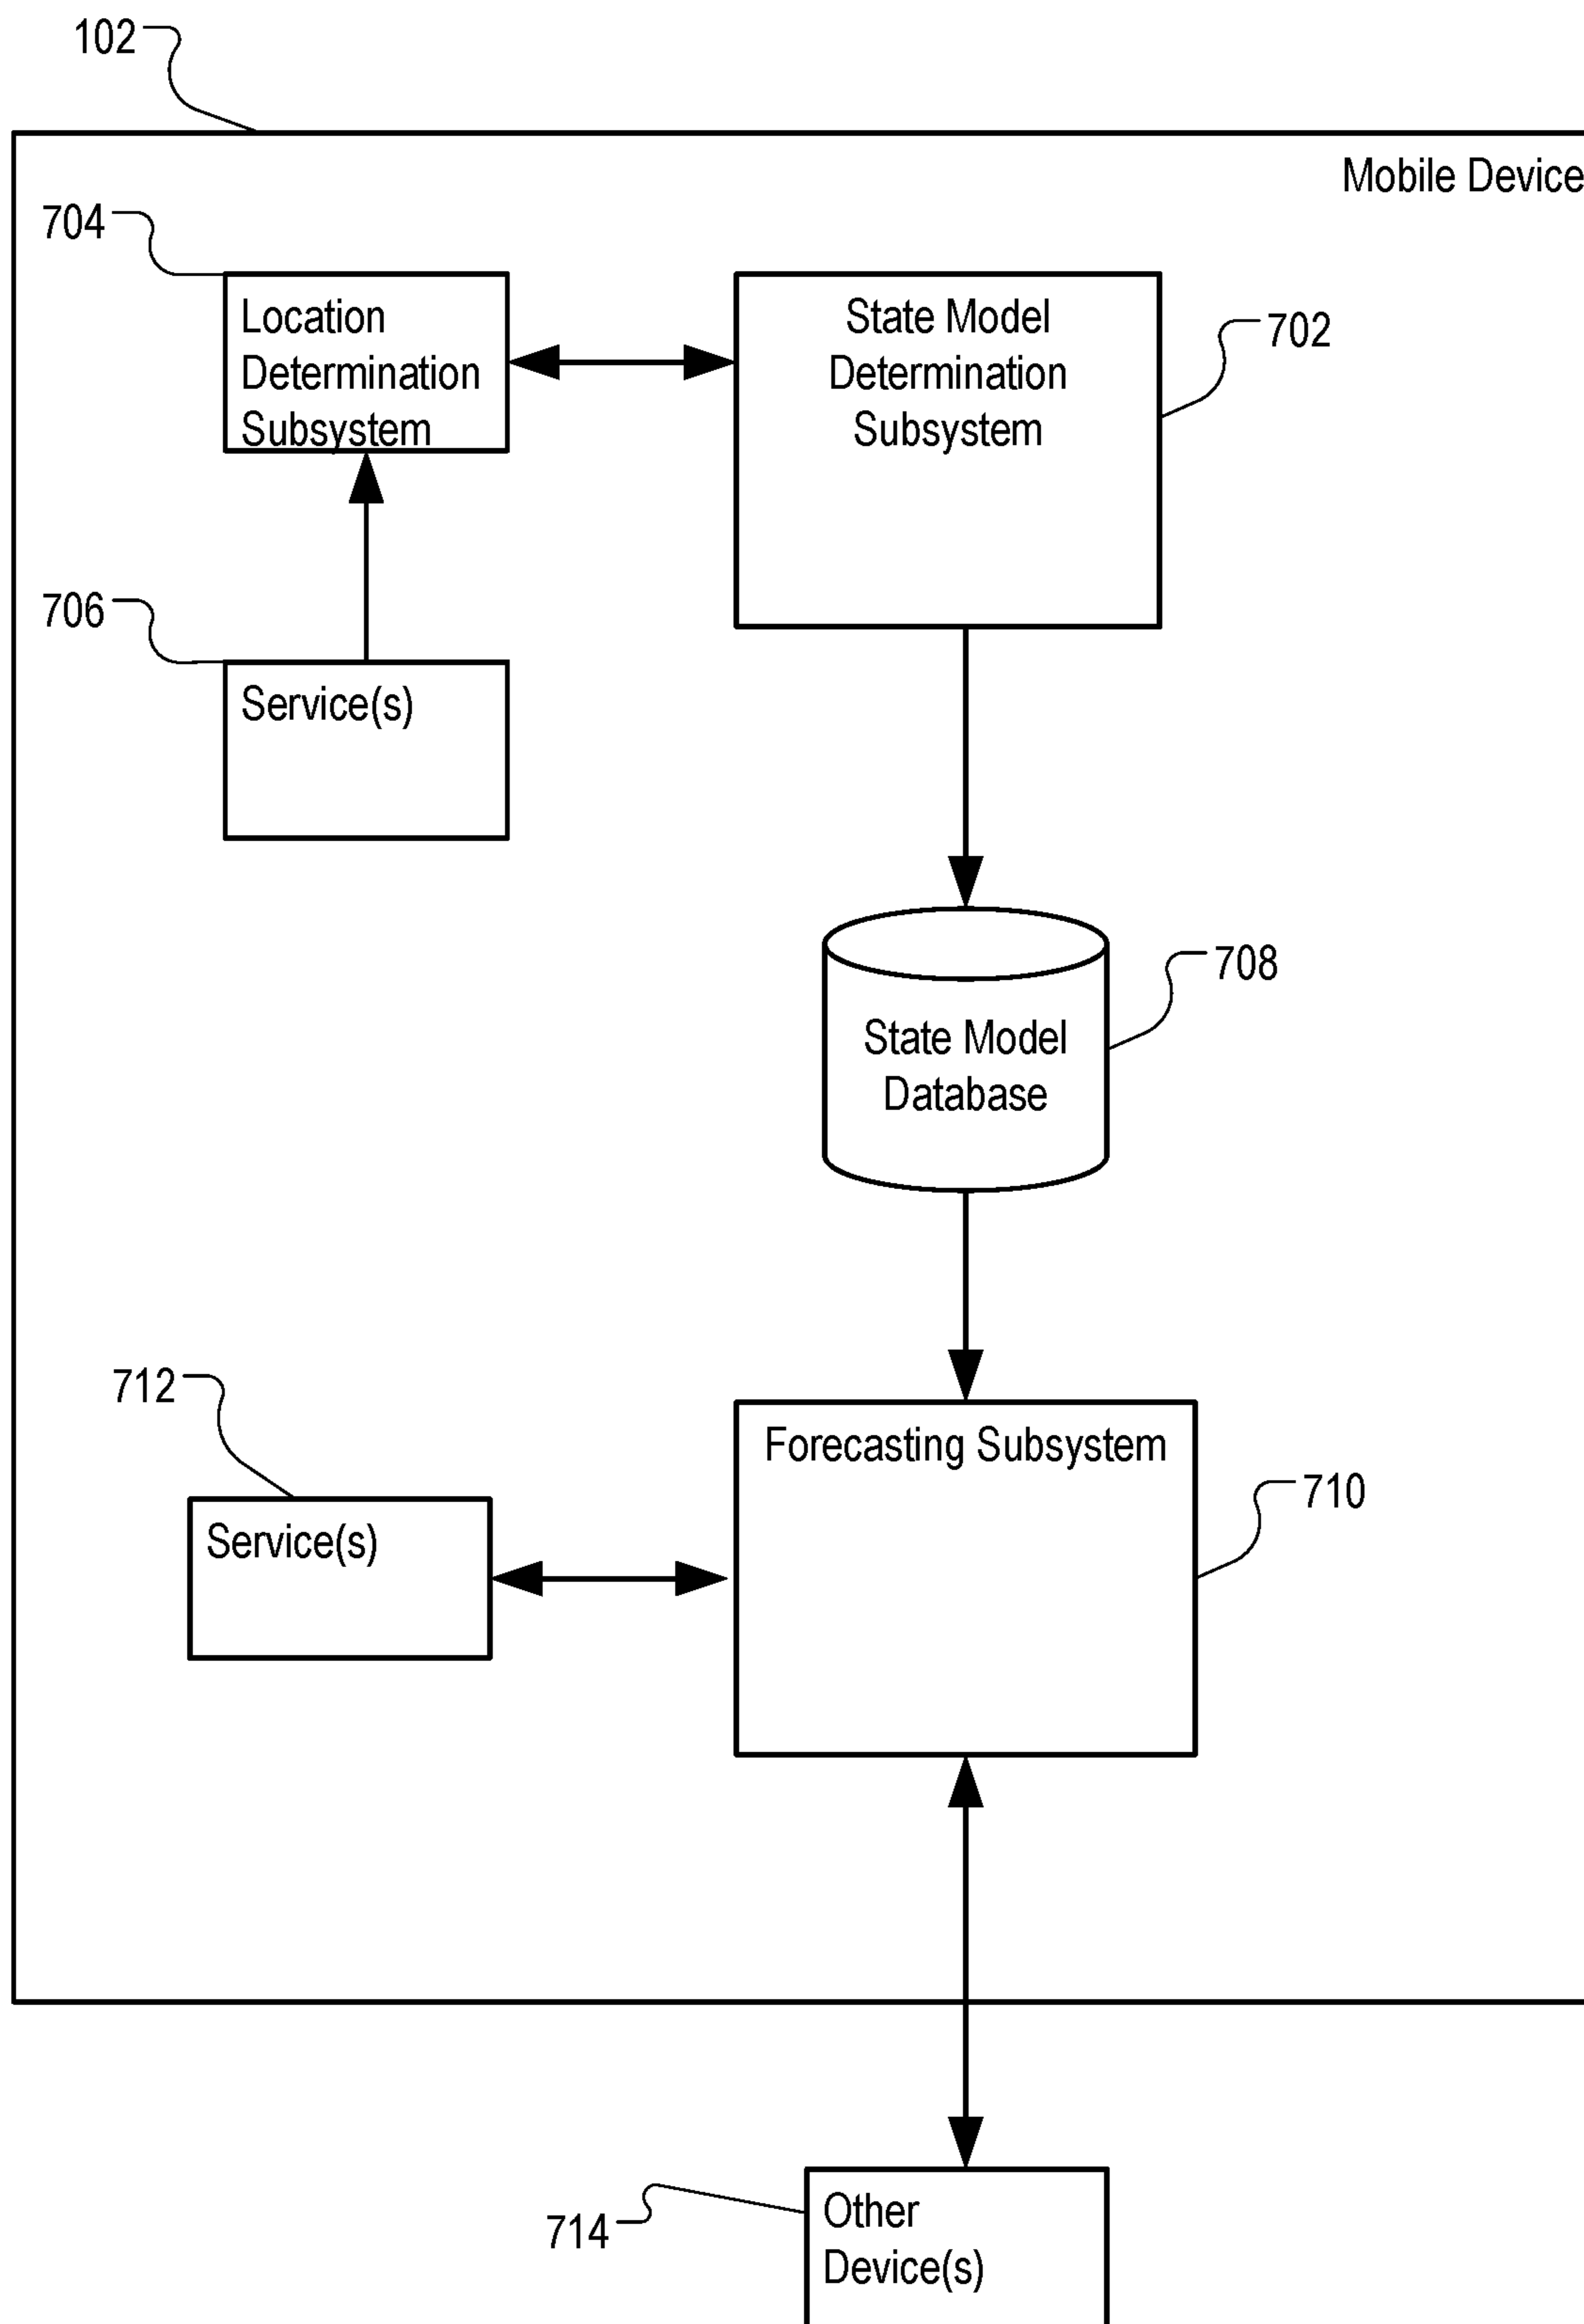 102
Mobile Device
704
Location
Determination
Subsystem
State Model
Determination
Subsystem
702
706
Service(s)
708
State Model
Database
712
Forecasting Subsystem
710
Service(s)
714
Other
Device(s)